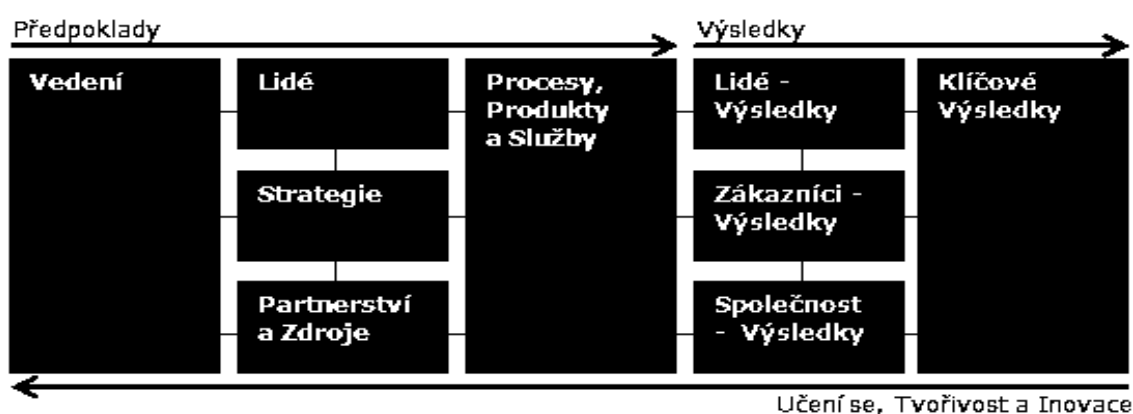 Předpoklady
Výsledky
Vedení
Lidé
Procesy,
Produkty
a Služby
Lidé -
Výsledky
Klíčové
Výsledky
Strategie
Zákazníci -
Výsledky
Partnerství
a Zdroje
Společnost
- Výsledky
Učení se, Tvořivost a Inovace